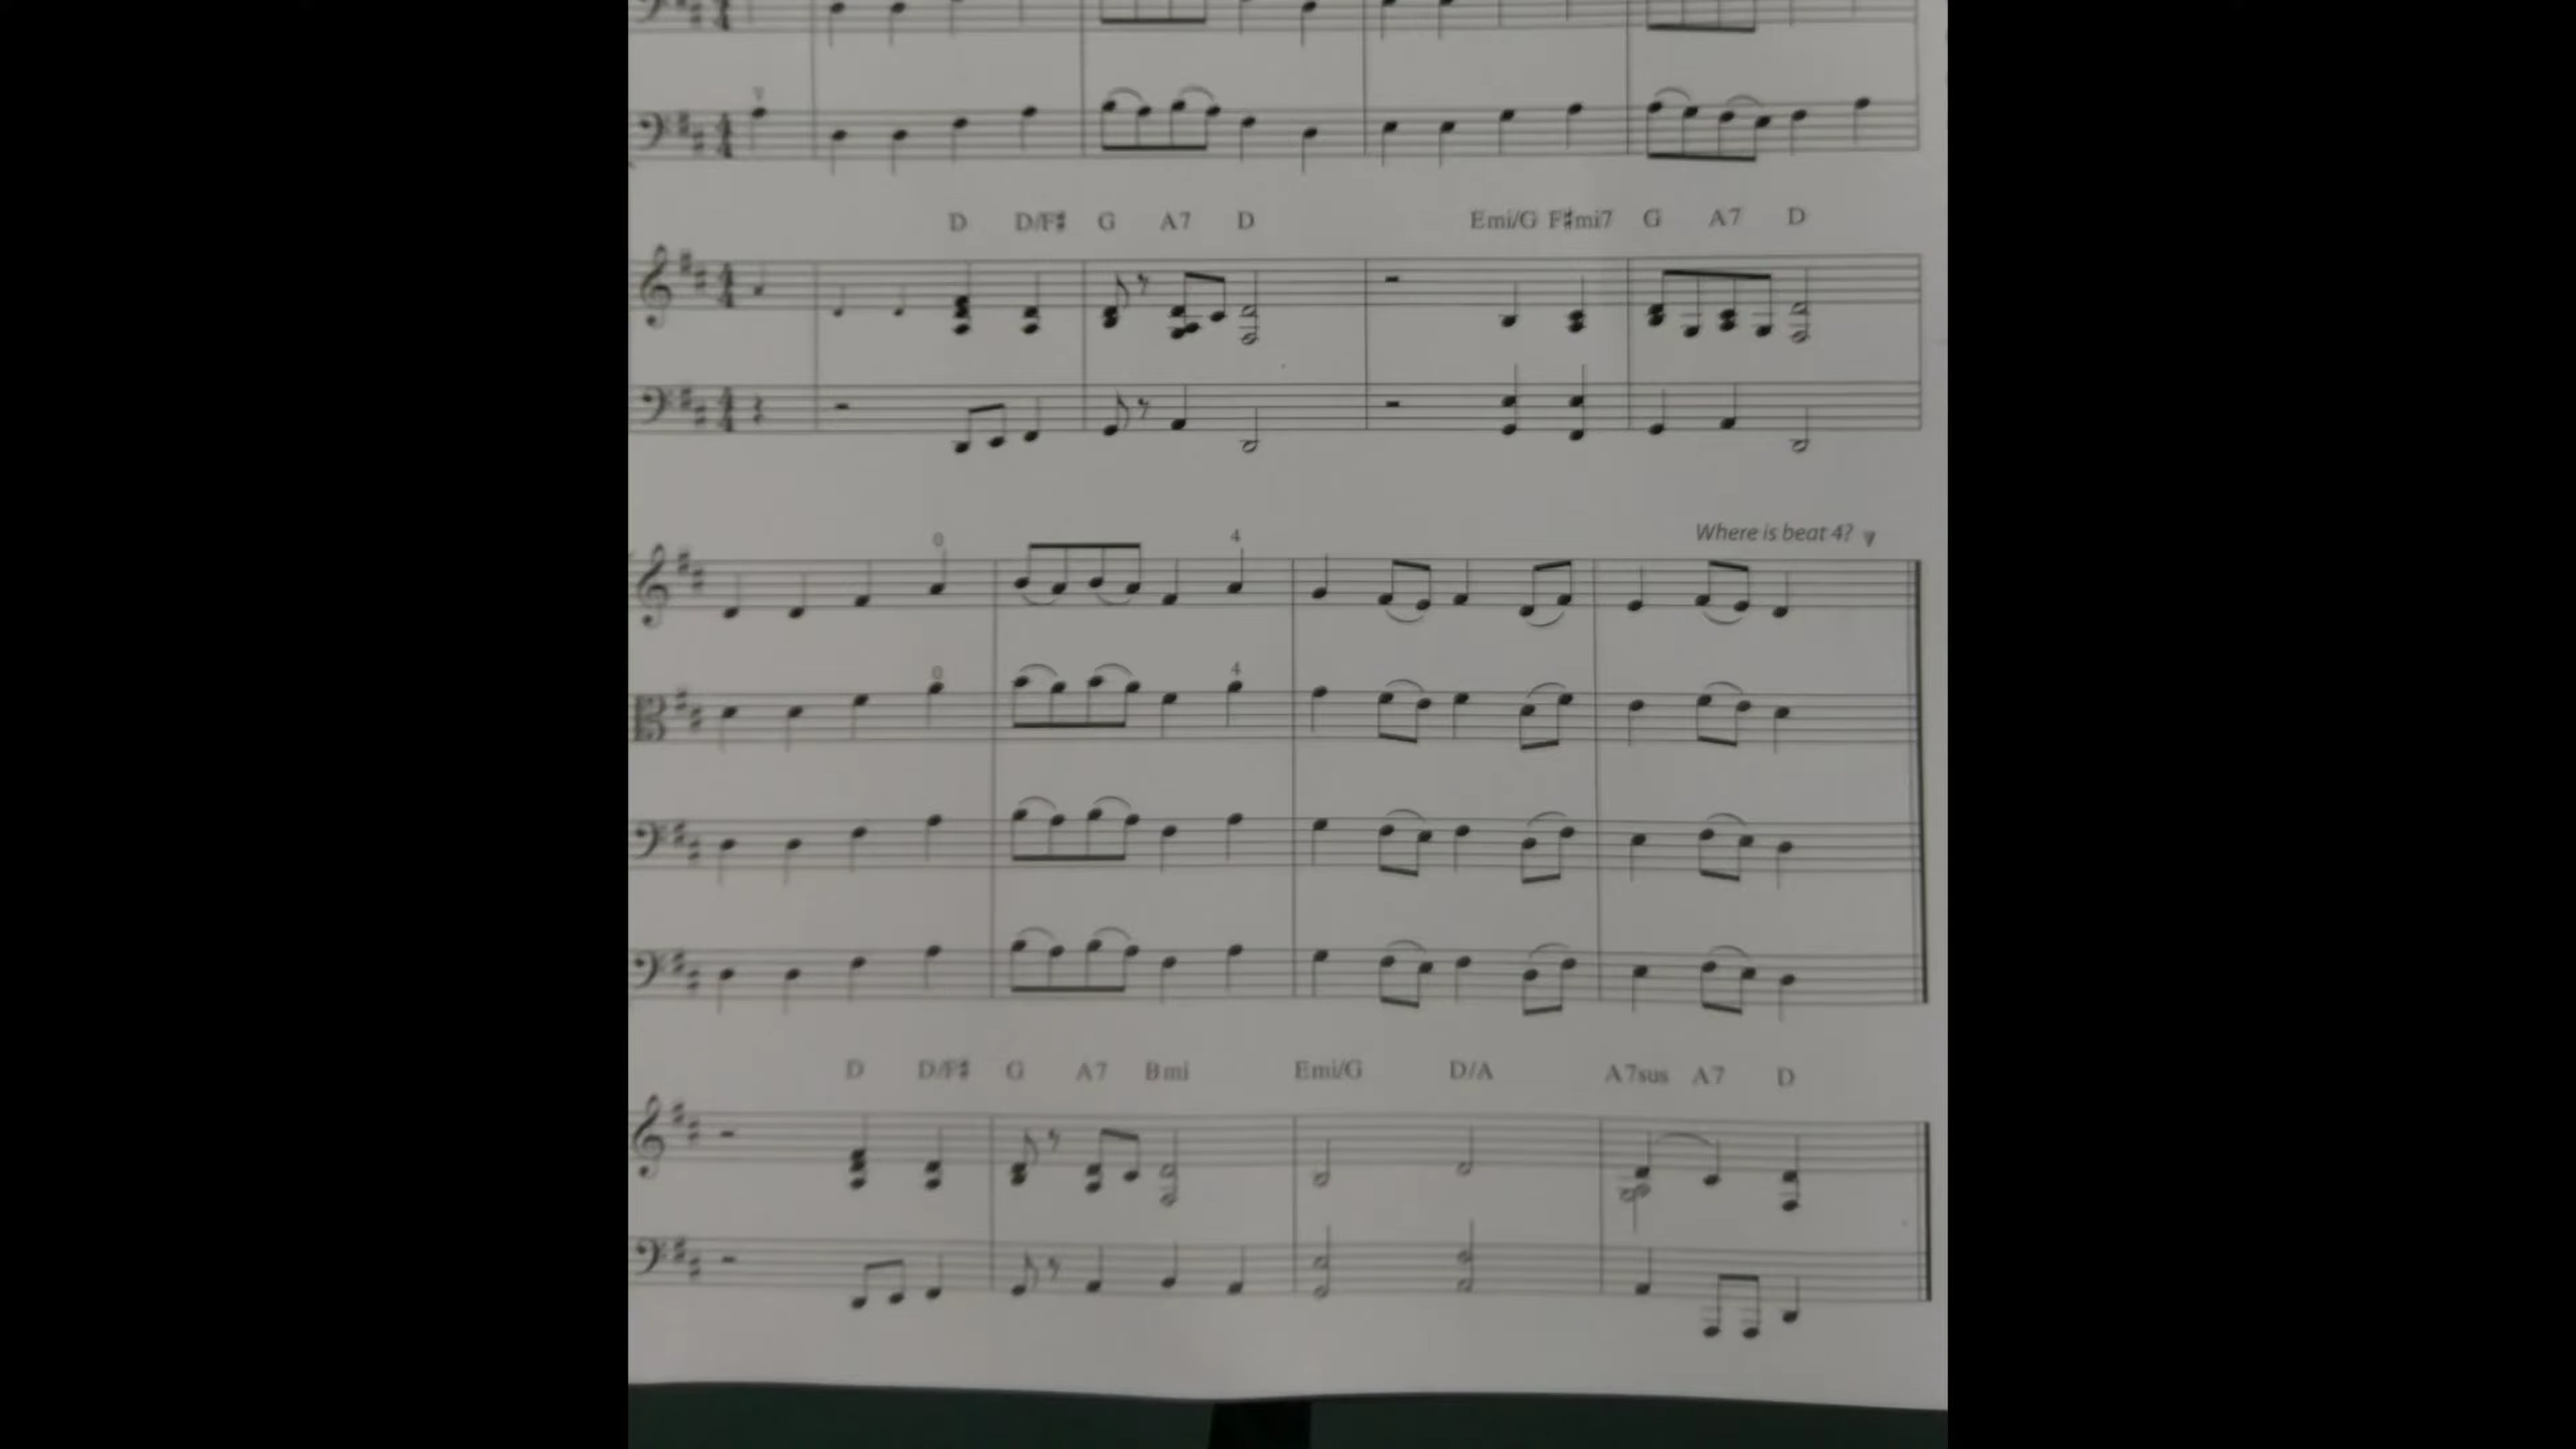 D D/F♯ G A7 D Emi/G F♯mi7 G A7 D
Where is beat 4?
0 4
0 4
D D/F♯ G A7 Bmi Emi/G D/A A7sus A7 D